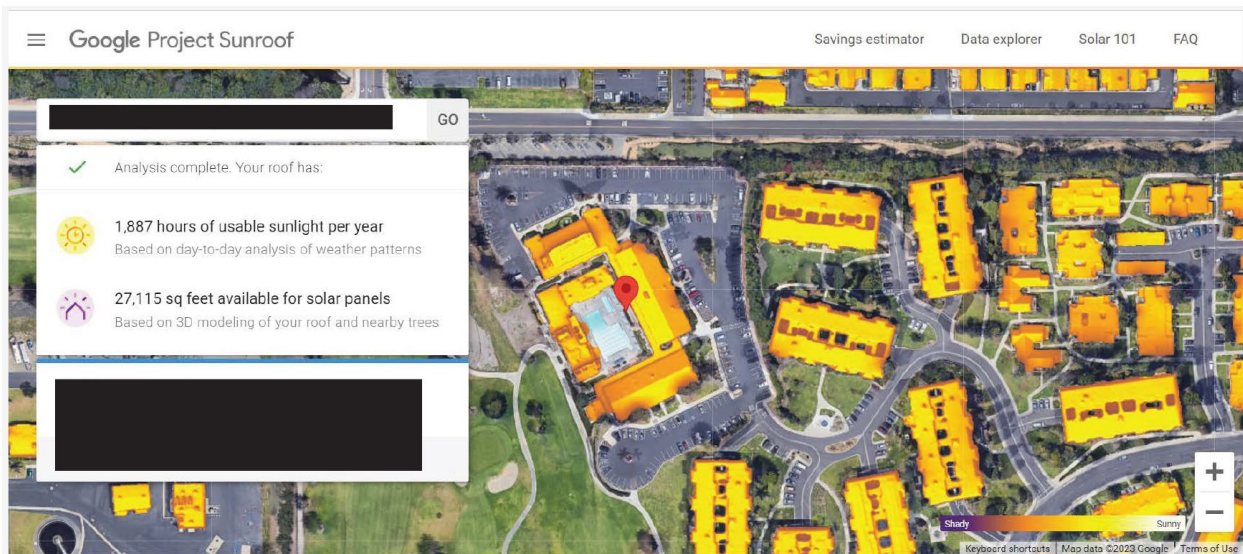 Google Project Sunroof
Savings estimator
Data explorer
Solar 101
FAQ
GO
Analysis complete. Your roof has:
1,887 hours of usable sunlight per year
Based on day-to-day analysis of weather patterns
27,115 sq feet available for solar panels
Based on 3D modeling of your roof and nearby trees
+
−
Shady
Sunny
Keyboard shortcuts
Map data ©2023 Google
Terms of Use